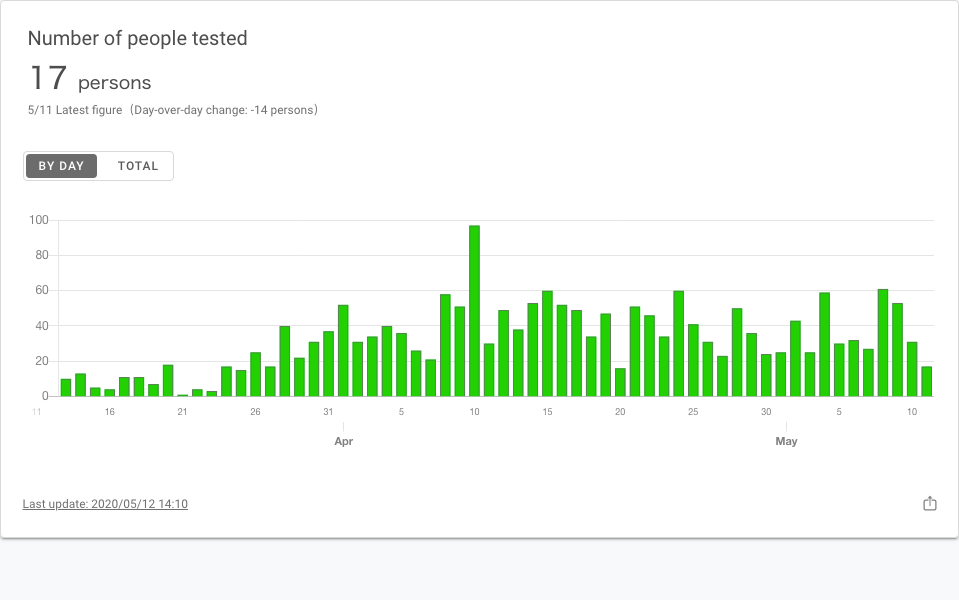 Number of people tested
17 persons
5/11 Latest figure（Day-over-day change: -14 persons）
BY DAY TOTAL
100
80
60
40
20
0
11 16 21 26 31 5 10 15 20 25 30 5 10
Apr May
Last update: 2020/05/12 14:10